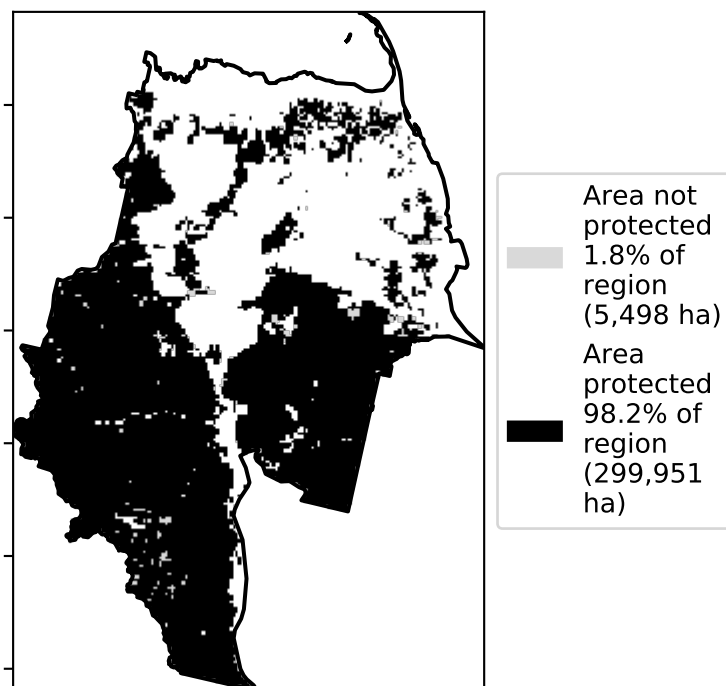 Area not
protected
1.8% of
region
(5,498 ha)
Area
protected
98.2% of
region
(299,951
ha)